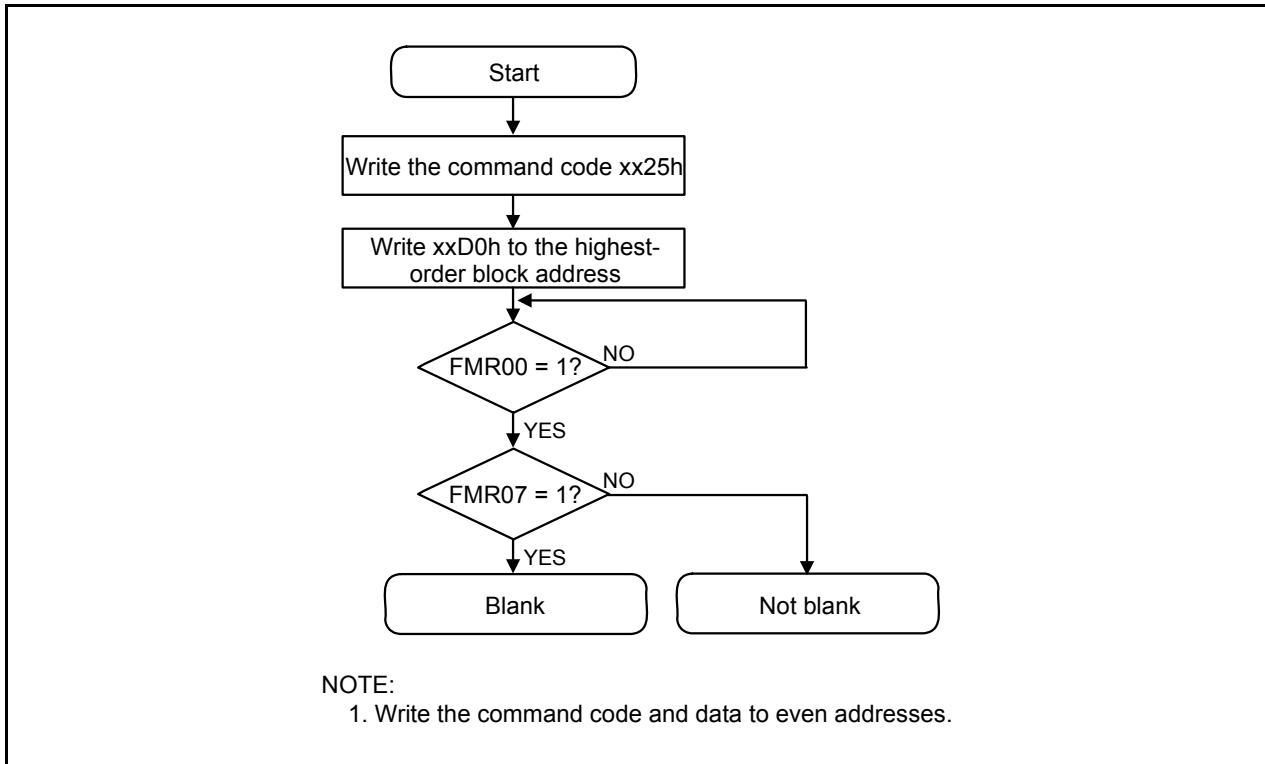 Start
Write the command code xx25h
Write xxD0h to the highest-
order block address
FMR00 = 1?
NO
YES
FMR07 = 1?
NO
YES
Blank
Not blank
NOTE:
1. Write the command code and data to even addresses.